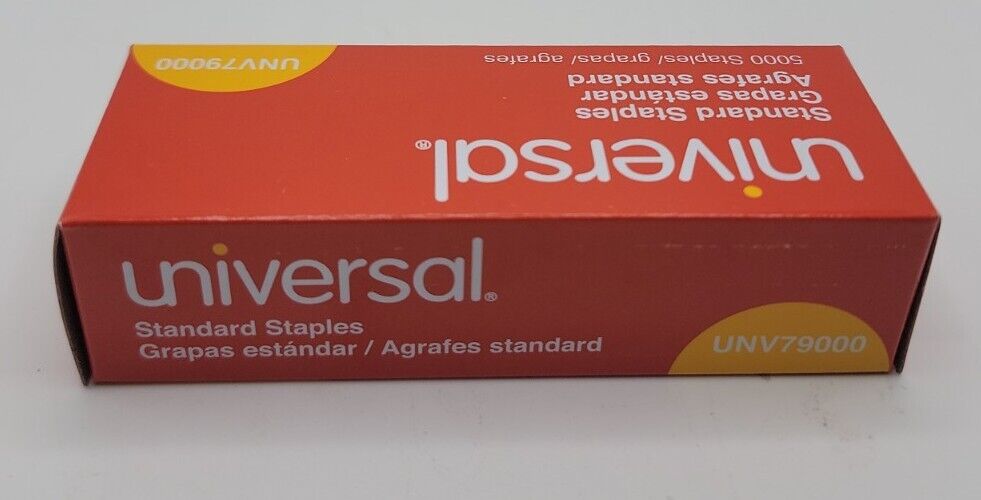 universal®
Standard Staples
Grapas estándar
Agrafes standard
5000 Staples/ grapas/ agrafes
UNV79000
universal®
Standard Staples
Grapas estándar / Agrafes standard
UNV79000